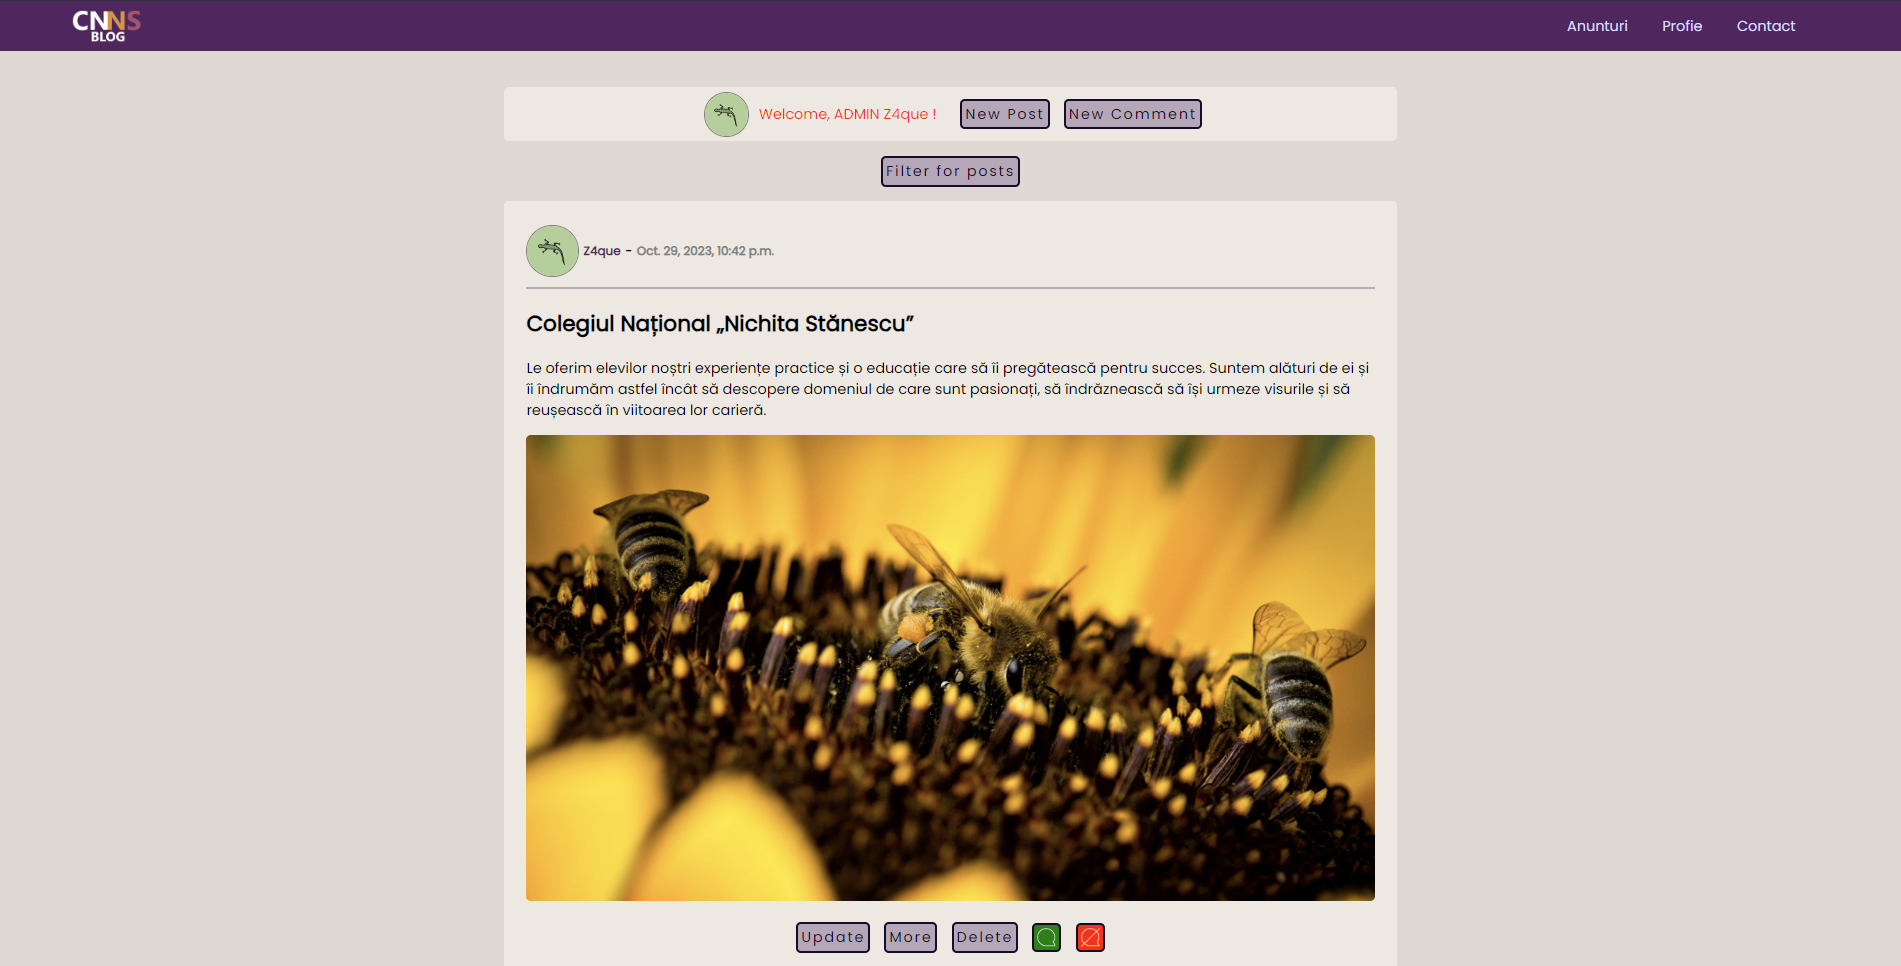 CNNS
BLOG
Anunturi
Profie
Contact
Welcome, ADMIN Z4que !
New Post
New Comment
Filter for posts
Z4que - Oct. 29, 2023, 10:42 p.m.
Colegiul Național „Nichita Stănescu”
Le oferim elevilor noștri experiențe practice și o educație care să îi pregătească pentru succes. Suntem alături de ei și
îi îndrumăm astfel încât să descopere domeniul de care sunt pasionați, să îndrăznească să își urmeze visurile și să
reușească în viitoarea lor carieră.
Update
More
Delete